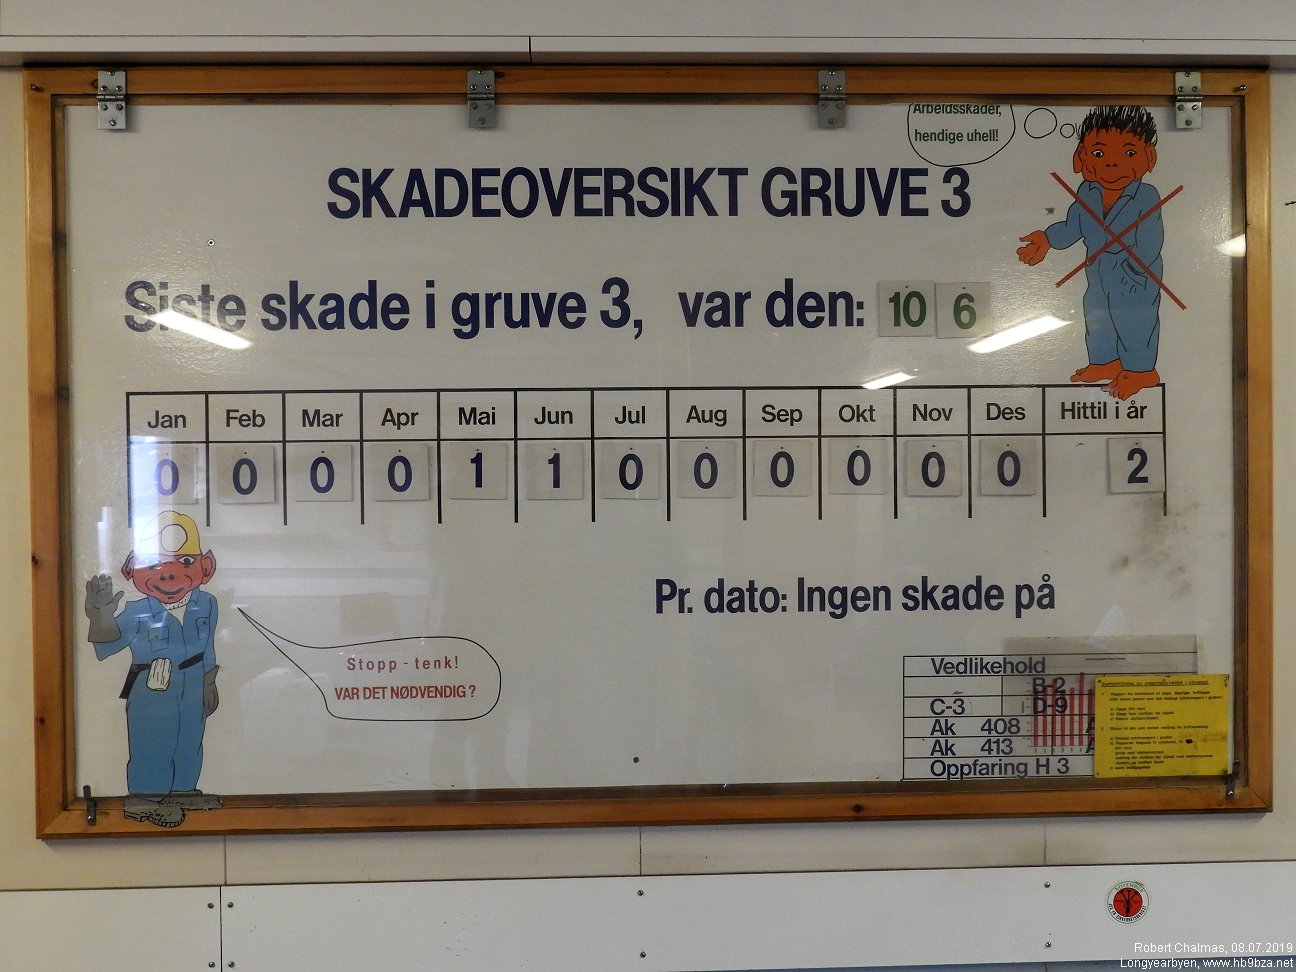 Arbeidsskader,
hendige uhell!
SKADEOVERSIKT GRUVE 3
Siste skade i gruve 3, var den: 10 6
Jan Feb Mar Apr Mai Jun Jul Aug Sep Okt Nov Des Hittil i år
0 0 0 0 1 1 0 0 0 0 0 0 2
Pr. dato: Ingen skade på
Stopp - tenk!
VAR DET NØDVENDIG ?
Vedlikehold
B-2
C-3 D-9
Ak 408
Ak 413
Oppfaring H 3
RAPPORTERING AV
Robert Chalmas, 08.07.2019
Longyearbyen, www.hb9bza.net